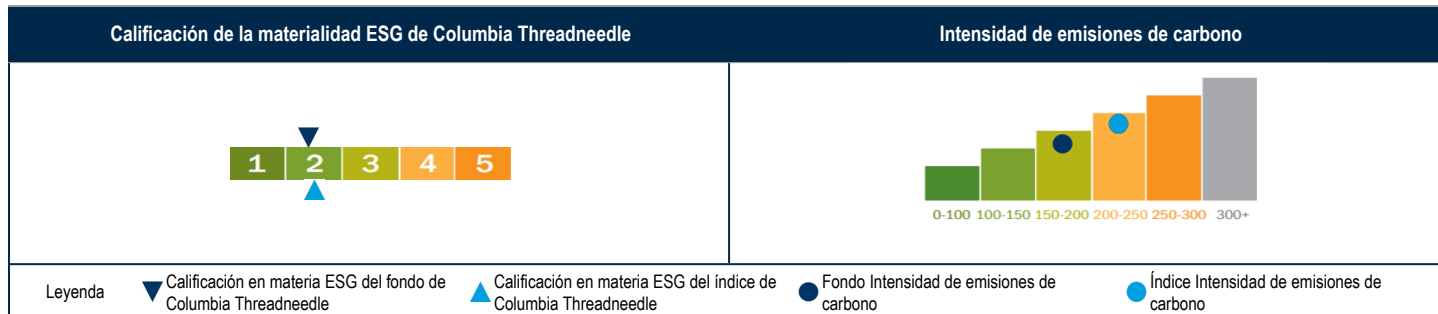 Calificación de la materialidad ESG de Columbia Threadneedle
Intensidad de emisiones de carbono
1 2 3 4 5
0-100 100-150 150-200 200-250 250-300 300+
Leyenda
Calificación en materia ESG del fondo de
Columbia Threadneedle
Calificación en materia ESG del índice de
Columbia Threadneedle
Fondo Intensidad de emisiones de
carbono
Índice Intensidad de emisiones de
carbono